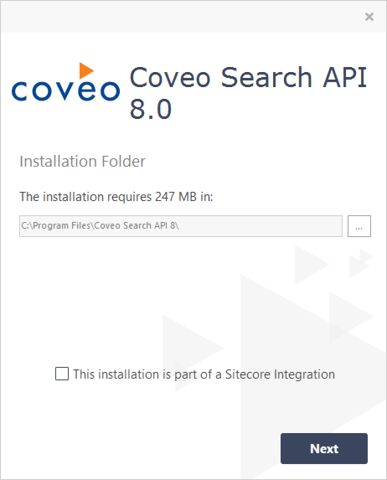 coveo Coveo Search API
8.0
Installation Folder
The installation requires 247 MB in:
C:\Program Files\Coveo Search API 8\
...
This installation is part of a Sitecore Integration
Next